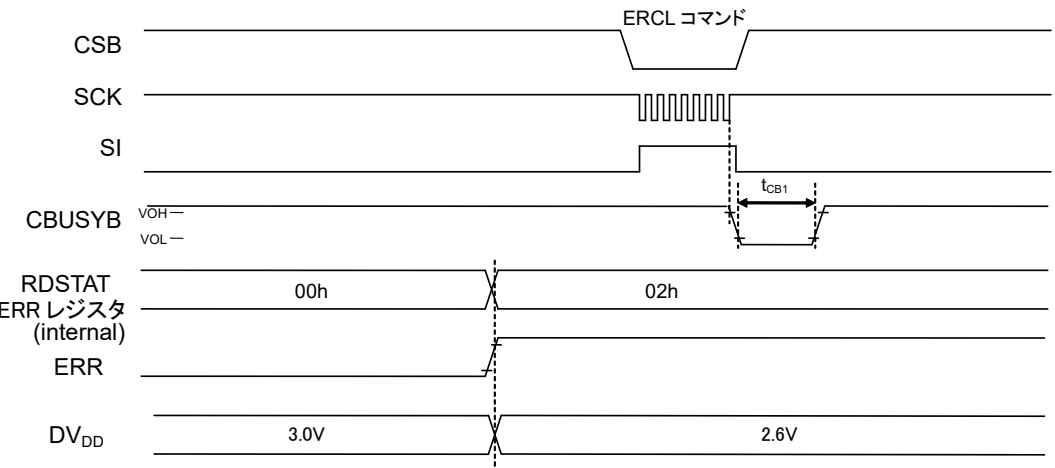 ERCL コマンド
CSB
SCK
SI
tCB1
CBUSYB
VOH
VOL
RDSTAT
ERR レジスタ
(internal)
00h
02h
ERR
DVDD
3.0V
2.6V